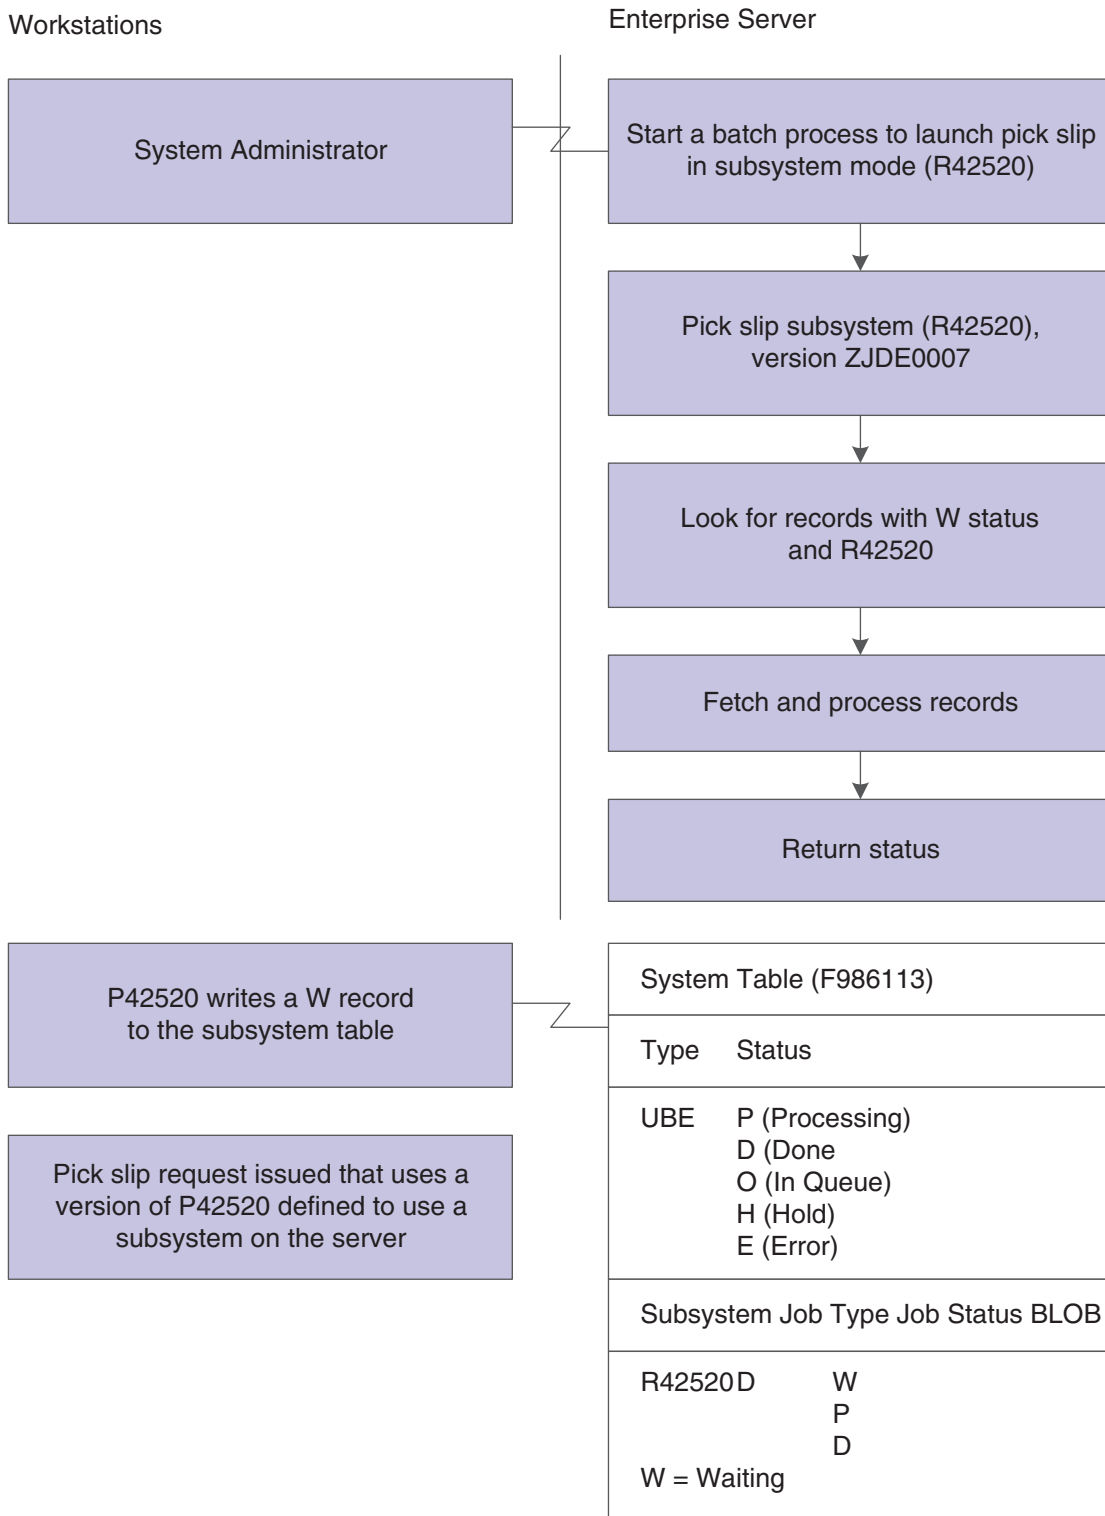 Workstations
Enterprise Server
System Administrator
Start a batch process to launch pick slip
in subsystem mode (R42520)
Pick slip subsystem (R42520),
version ZJDE0007
Look for records with W status
and R42520
Fetch and process records
Return status
P42520 writes a W record
to the subsystem table
Pick slip request issued that uses a
version of P42520 defined to use a
subsystem on the server
System Table (F986113)
Type Status
UBE P (Processing)
D (Done
O (In Queue)
H (Hold)
E (Error)
Subsystem Job Type Job Status BLOB
R42520 D W
P
D
W = Waiting